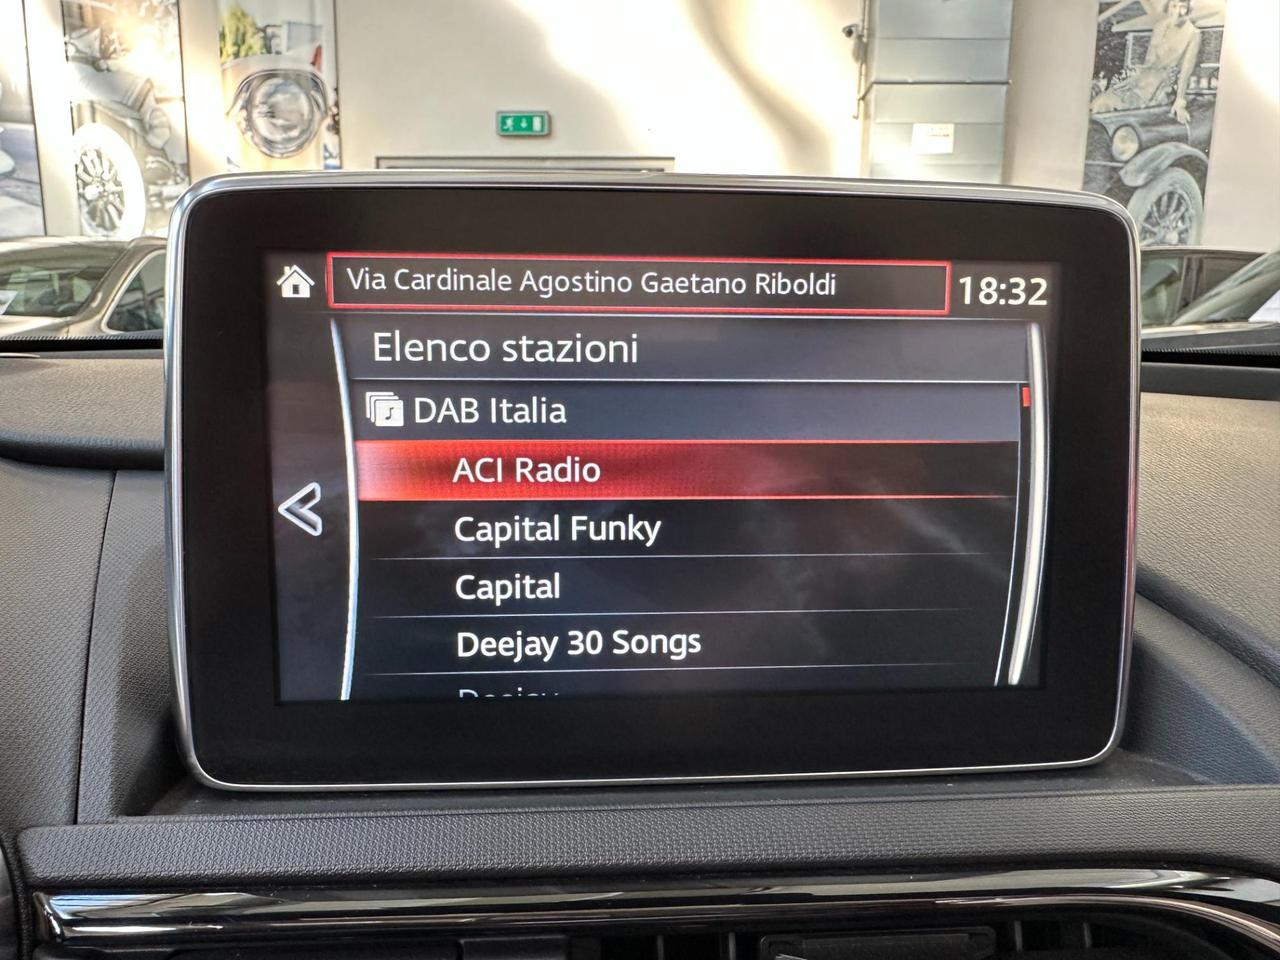 Via Cardinale Agostino Gaetano Riboldi
18:32
Elenco stazioni
DAB Italia
ACI Radio
Capital Funky
Capital
Deejay 30 Songs
Deejay